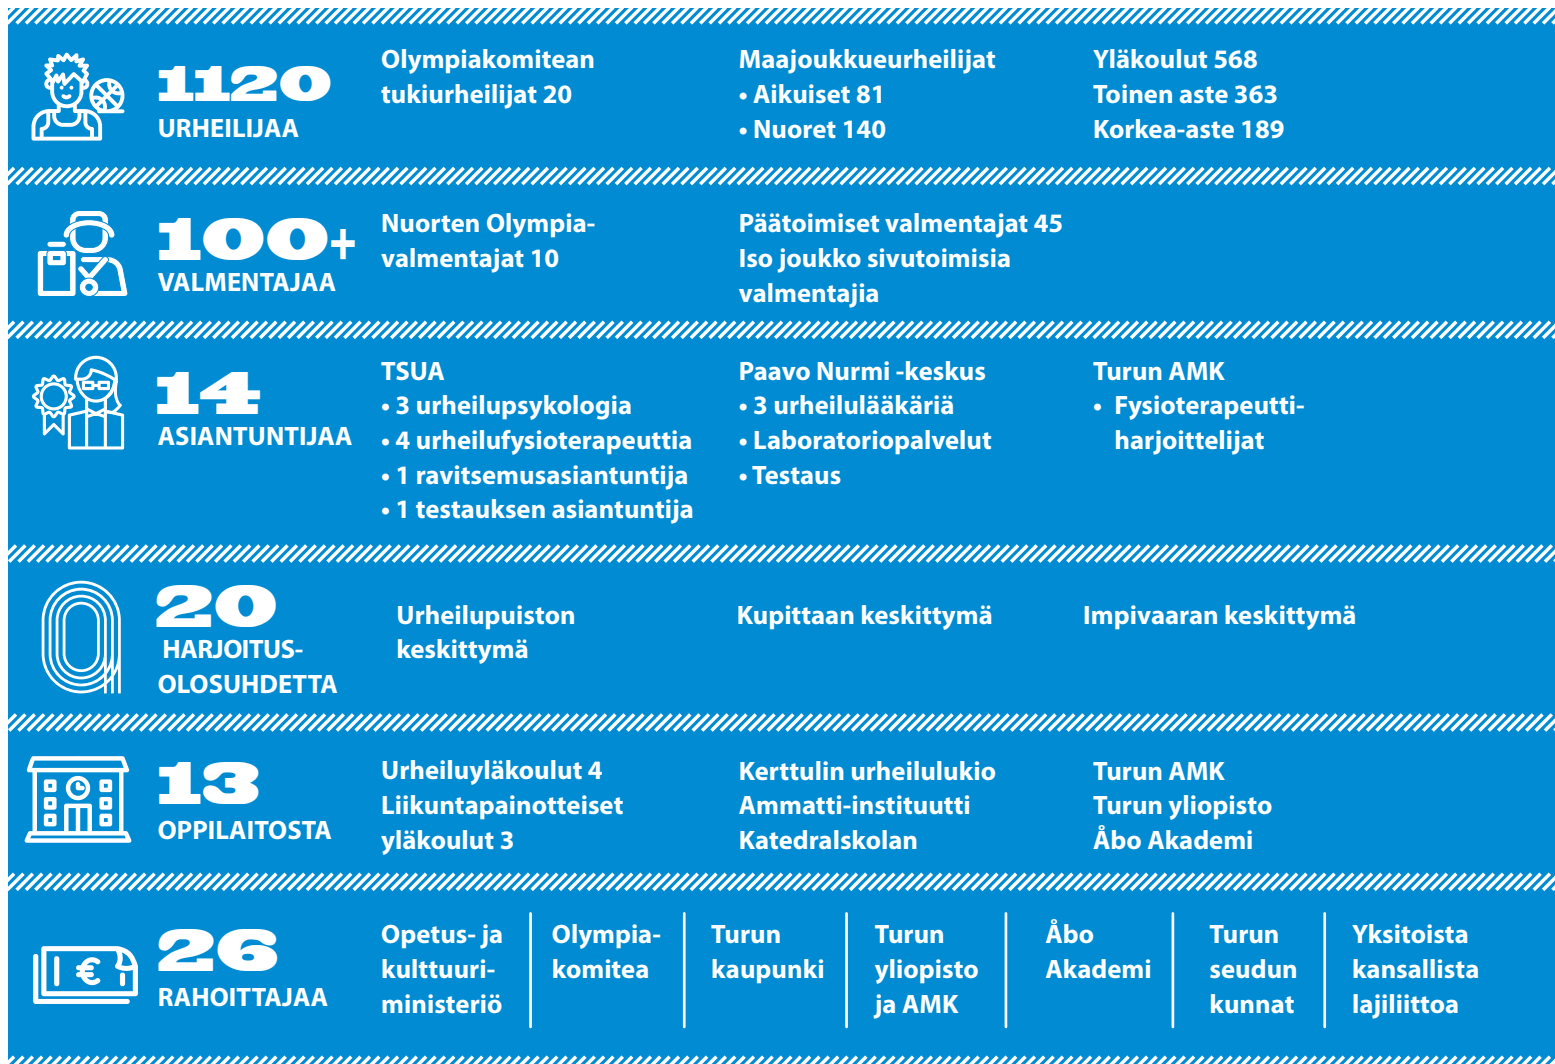 1120
URHEILIJAA
Olympiakomitean
tukiurheilijat 20
Maajoukkueurheilijat
• Aikuiset 81
• Nuoret 140
Yläkoulut 568
Toinen aste 363
Korkea-aste 189
100+
VALMENTAJAA
Nuorten Olympia-
valmentajat 10
Päätoimiset valmentajat 45
Iso joukko sivutoimisia
valmentajia
14
ASIANTUNTIJAA
TSUA
• 3 urheilupsykologia
• 4 urheilufysioterapeuttia
• 1 ravitsemusasiantuntija
• 1 testauksen asiantuntija
Paavo Nurmi -keskus
• 3 urheilulääkäriä
• Laboratoriopalvelut
• Testaus
Turun AMK
• Fysioterapeutti-
harjoittelijat
20
HARJOITUS-
OLOSUHDETTA
Urheilupuiston
keskittymä
Kupittaan keskittymä
Impivaaran keskittymä
13
OPPILAITOSTA
Urheiluyläkoulut 4
Liikuntapainotteiset
yläkoulut 3
Kerttulin urheilulukio
Ammatti-instituutti
Katedralskolan
Turun AMK
Turun yliopisto
Åbo Akademi
26
RAHOITTAJAA
Opetus- ja
kulttuuri-
ministeriö
Olympia-
komitea
Turun
kaupunki
Turun
yliopisto
ja AMK
Åbo
Akademi
Turun
seudun
kunnat
Yksitoista
kansallista
lajiliittoa
€